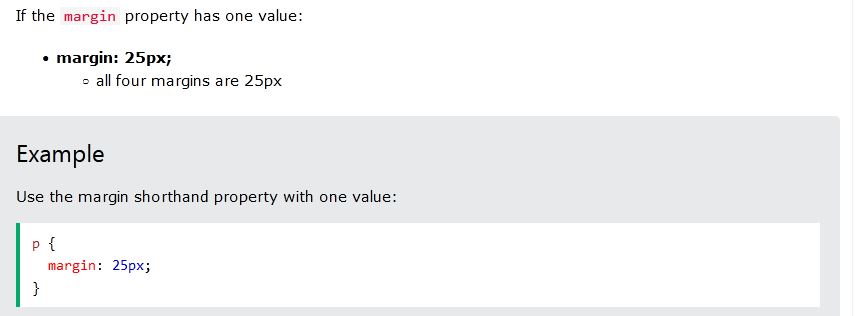 If the margin property has one value:
margin: 25px;
all four margins are 25px
Example
Use the margin shorthand property with one value:
p {
  margin: 25px;
}